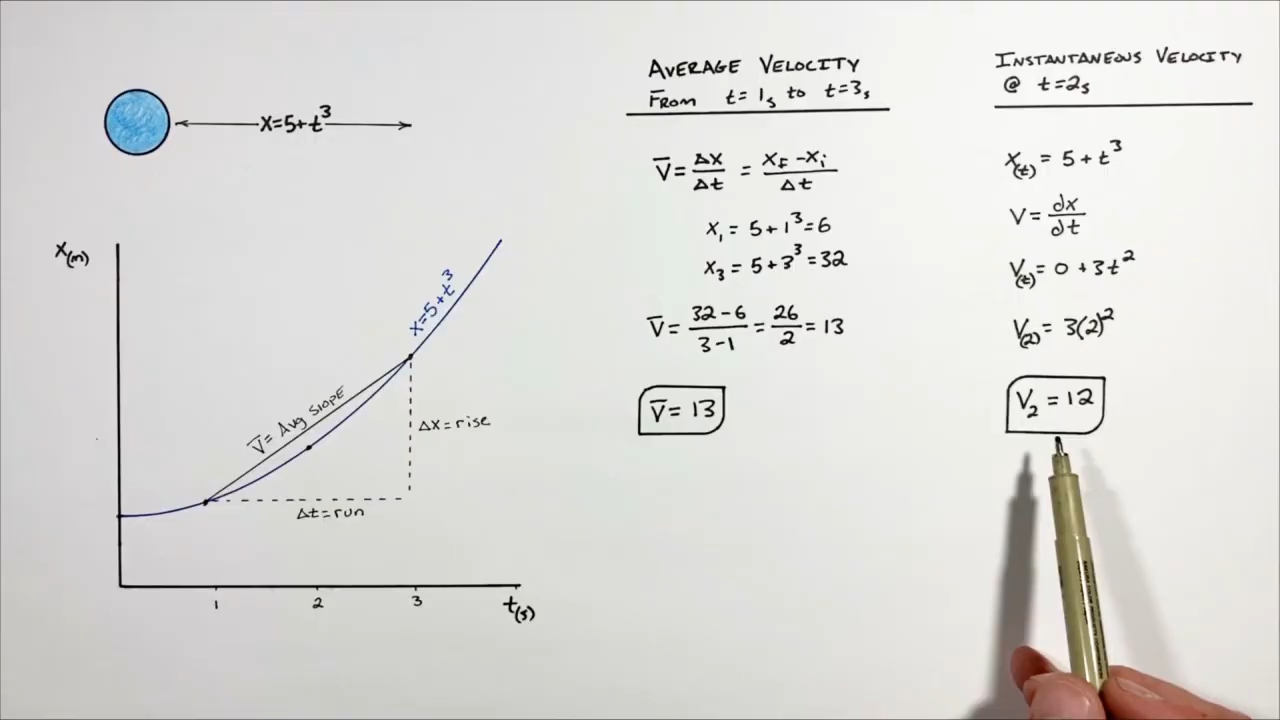 x=5+t³
x(m)
x=5+t³
V̅= Avg SLOPE
Δx=rise
Δt=run
1 2 3 t(s)
AVERAGE VELOCITY
FROM t=1s to t=3s
V̅= Δx/Δt = (xF-xi)/Δt
x₁ = 5+1³=6
x₃ = 5+3³=32
V̅= (32-6)/(3-1) = 26/2 = 13
V̅= 13
INSTANTANEOUS VELOCITY
@ t=2s
x(t) = 5+t³
V= dx/dt
V(t)= 0+3t²
V(2)= 3(2)²
V₂ = 12